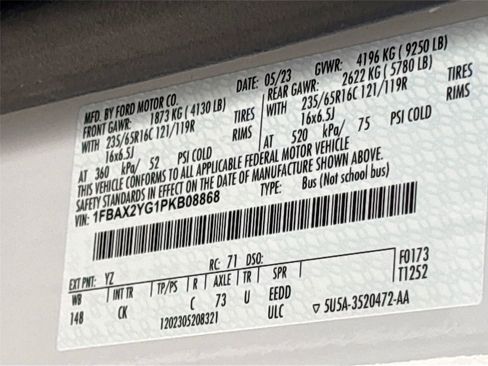 MFD. BY FORD MOTOR CO.
DATE: 05/23 GVWR: 4196 KG ( 9250 LB)
FRONT GAWR: 1873 KG ( 4130 LB) REAR GAWR: 2622 KG ( 5780 LB)
WITH 235/65R16C 121/119R TIRES WITH 235/65R16C 121/119R TIRES
16x6.5J RIMS 16x6.5J RIMS
AT 360 kPa/ 52 PSI COLD AT 520 kPa/ 75 PSI COLD
THIS VEHICLE CONFORMS TO ALL APPLICABLE FEDERAL MOTOR VEHICLE
SAFETY STANDARDS IN EFFECT ON THE DATE OF MANUFACTURE SHOWN ABOVE.
VIN: 1FBAX2YG1PKB08868 TYPE: Bus (Not school bus)
EXT PNT: YZ RC: 71 DSO: F0173
WB INT TR TP/PS R AXLE TR SPR T1252
148 CK C 73 U EEDD
1202305208321 ULC ▽ 5U5A-3520472-AA